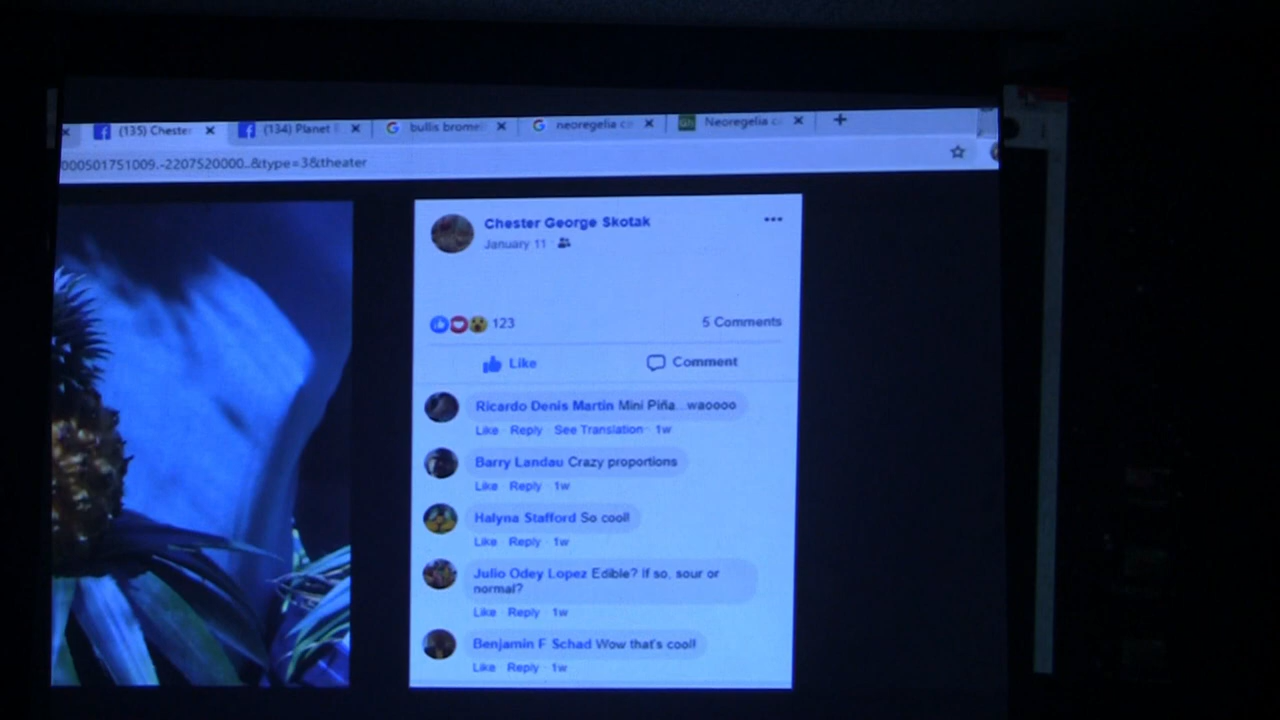 (135) Chester
(134) Planet
bullis brome
neoregelia c
Neoregelia c
000501751009.-2207520000..&type=3&theater
Chester George Skotak
January 11
123
5 Comments
Like
Comment
Ricardo Denis Martin Mini Piña...waoooo
Like · Reply · See Translation · 1w
Barry Landau Crazy proportions
Like · Reply · 1w
Halyna Stafford So cool!
Like · Reply · 1w
Julio Odey Lopez Edible? If so, sour or
normal?
Like · Reply · 1w
Benjamin F Schad Wow that's cool!
Like · Reply · 1w